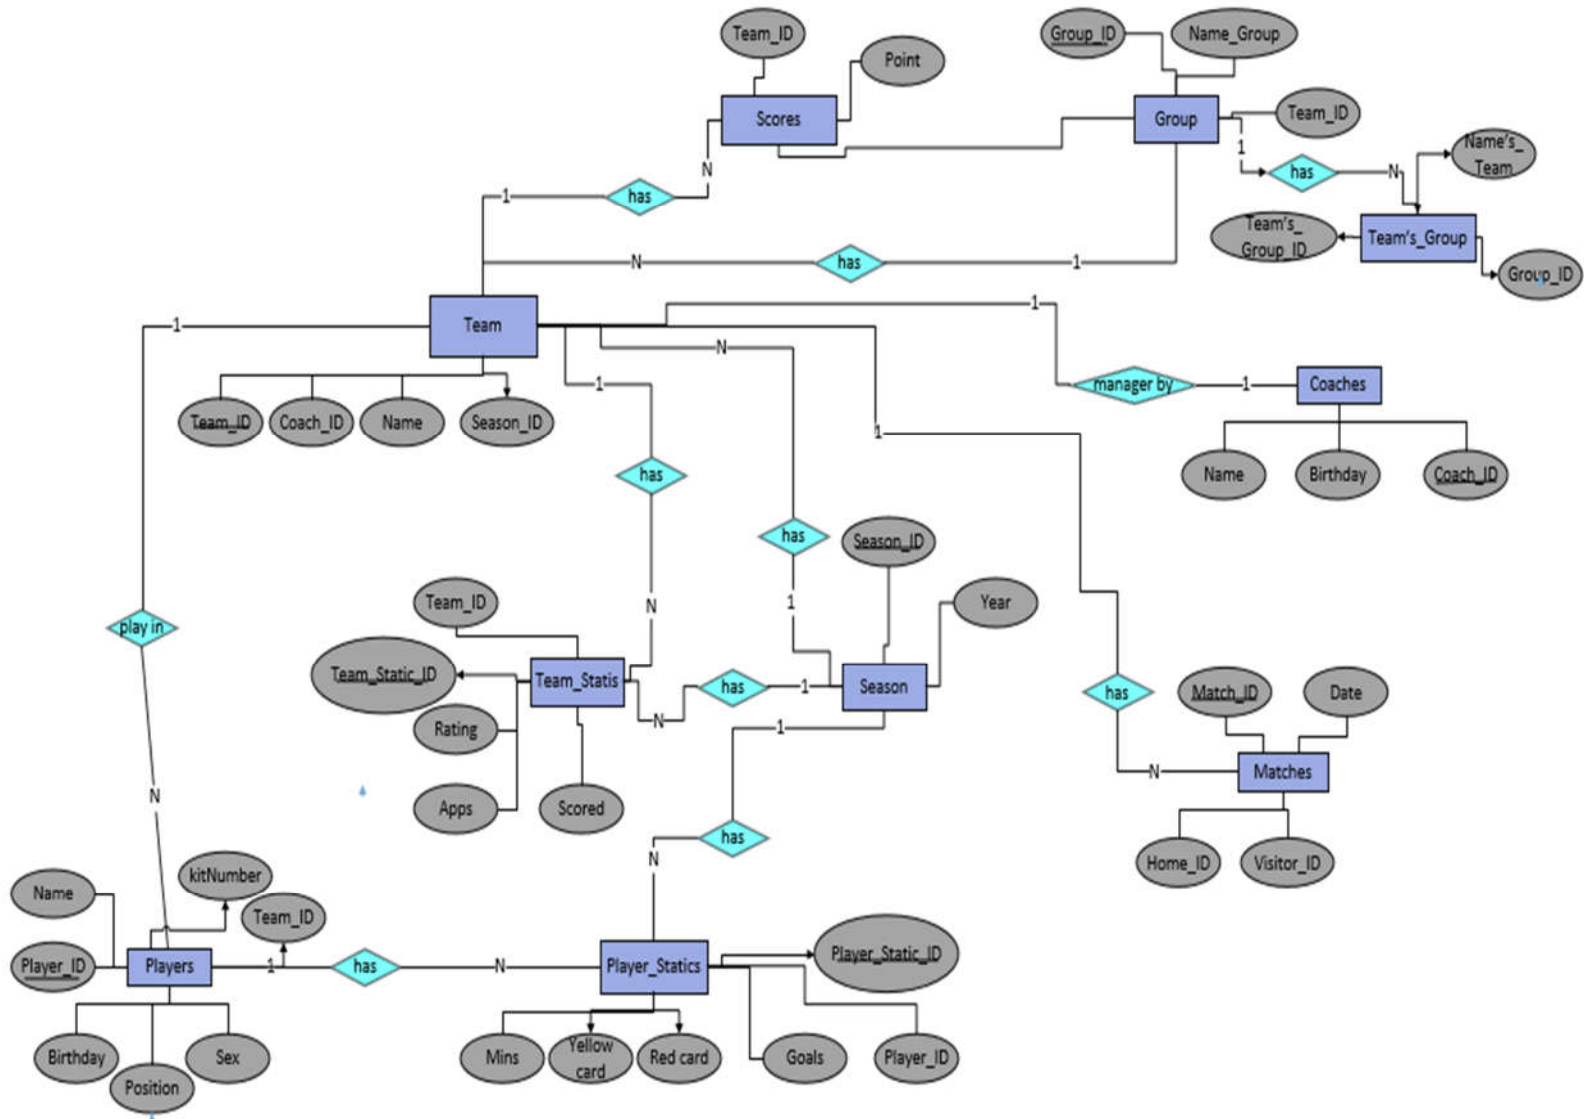 Team_ID
Point
Group_ID
Name_Group
Scores
Group
Team_ID
1
Name's_
Team
N
has
N
1
has
Team's_
Group_ID
Team's_Group
Group_ID
N
has
1
1
Team
1
N
1
manager by
1
Coaches
1
Team_ID
Coach_ID
Name
Season_ID
1
Name
Birthday
Coach_ID
has
has
Season_ID
Team_ID
N
1
Year
play in
Team_Static_ID
Team_Statis
has
1
Season
has
Match_ID
Date
Rating
N
1
N
Matches
N
Apps
Scored
has
N
Home_ID
Visitor_ID
kitNumber
Name
Team_ID
Player_ID
Players
1
has
N
Player_Statics
Player_Static_ID
Birthday
Position
Sex
Mins
Yellow
card
Red card
Goals
Player_ID